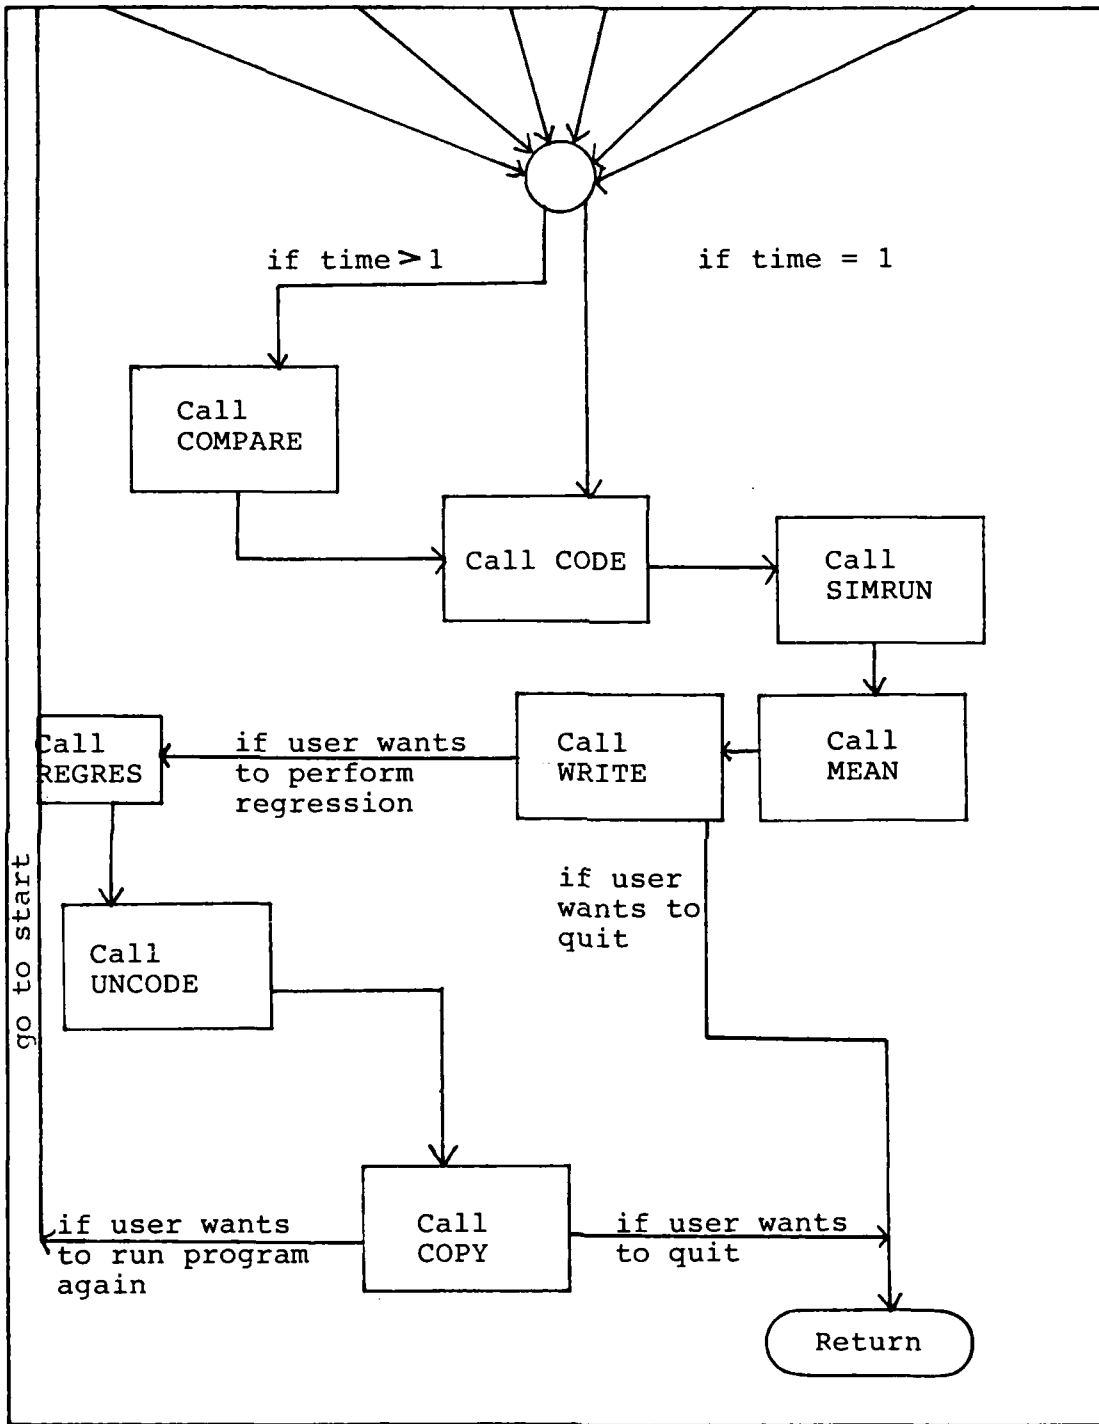 if time > 1
if time = 1
Call
COMPARE
Call CODE
Call
SIMRUN
Call
REGRES
if user wants
to perform
regression
Call
WRITE
Call
MEAN
go to start
if user
wants to
quit
Call
UNCODE
if user wants
to run program
again
Call
COPY
if user wants
to quit
Return